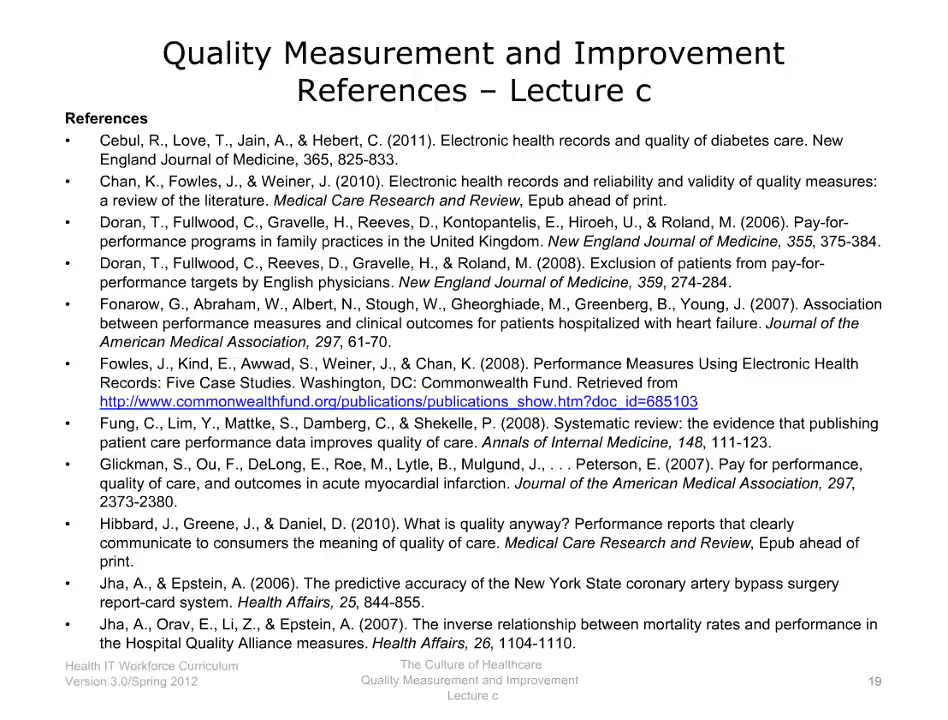 Quality Measurement and Improvement
References – Lecture c
References
• Cebul, R., Love, T., Jain, A., & Hebert, C. (2011). Electronic health records and quality of diabetes care. New
England Journal of Medicine, 365, 825-833.
• Chan, K., Fowles, J., & Weiner, J. (2010). Electronic health records and reliability and validity of quality measures:
a review of the literature. Medical Care Research and Review, Epub ahead of print.
• Doran, T., Fullwood, C., Gravelle, H., Reeves, D., Kontopantelis, E., Hiroeh, U., & Roland, M. (2006). Pay-for-
performance programs in family practices in the United Kingdom. New England Journal of Medicine, 355, 375-384.
• Doran, T., Fullwood, C., Reeves, D., Gravelle, H., & Roland, M. (2008). Exclusion of patients from pay-for-
performance targets by English physicians. New England Journal of Medicine, 359, 274-284.
• Fonarow, G., Abraham, W., Albert, N., Stough, W., Gheorghiade, M., Greenberg, B., Young, J. (2007). Association
between performance measures and clinical outcomes for patients hospitalized with heart failure. Journal of the
American Medical Association, 297, 61-70.
• Fowles, J., Kind, E., Awwad, S., Weiner, J., & Chan, K. (2008). Performance Measures Using Electronic Health
Records: Five Case Studies. Washington, DC: Commonwealth Fund. Retrieved from
http://www.commonwealthfund.org/publications/publications_show.htm?doc_id=685103
• Fung, C., Lim, Y., Mattke, S., Damberg, C., & Shekelle, P. (2008). Systematic review: the evidence that publishing
patient care performance data improves quality of care. Annals of Internal Medicine, 148, 111-123.
• Glickman, S., Ou, F., DeLong, E., Roe, M., Lytle, B., Mulgund, J., . . . Peterson, E. (2007). Pay for performance,
quality of care, and outcomes in acute myocardial infarction. Journal of the American Medical Association, 297,
2373-2380.
• Hibbard, J., Greene, J., & Daniel, D. (2010). What is quality anyway? Performance reports that clearly
communicate to consumers the meaning of quality of care. Medical Care Research and Review, Epub ahead of
print.
• Jha, A., & Epstein, A. (2006). The predictive accuracy of the New York State coronary artery bypass surgery
report-card system. Health Affairs, 25, 844-855.
• Jha, A., Orav, E., Li, Z., & Epstein, A. (2007). The inverse relationship between mortality rates and performance in
the Hospital Quality Alliance measures. Health Affairs, 26, 1104-1110.
Health IT Workforce Curriculum
Version 3.0/Spring 2012
The Culture of Healthcare
Quality Measurement and Improvement
Lecture c
19